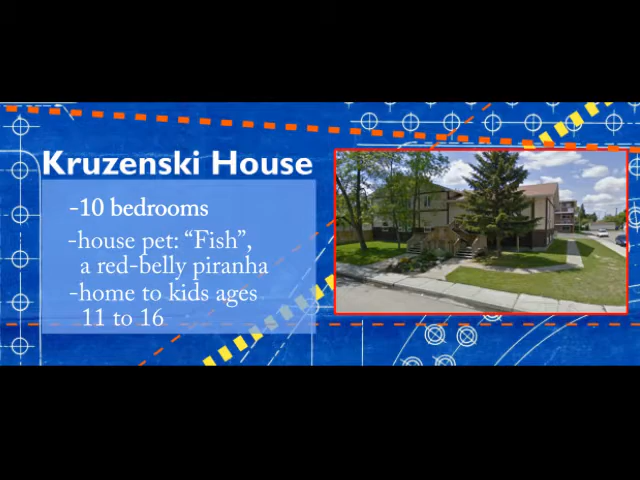 Kruzenski House
-10 bedrooms
-house pet: “Fish”,
a red-belly piranha
-home to kids ages
11 to 16